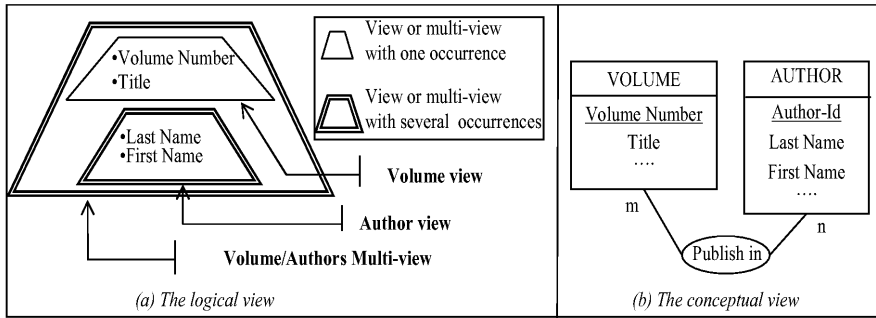 •Volume Number
•Title
•Last Name
•First Name
View or multi-view
with one occurrence
View or multi-view
with several occurrences
Volume view
Author view
Volume/Authors Multi-view
(a) The logical view
VOLUME
Volume Number
Title
....
AUTHOR
Author-Id
Last Name
First Name
....
m
n
Publish in
(b) The conceptual view